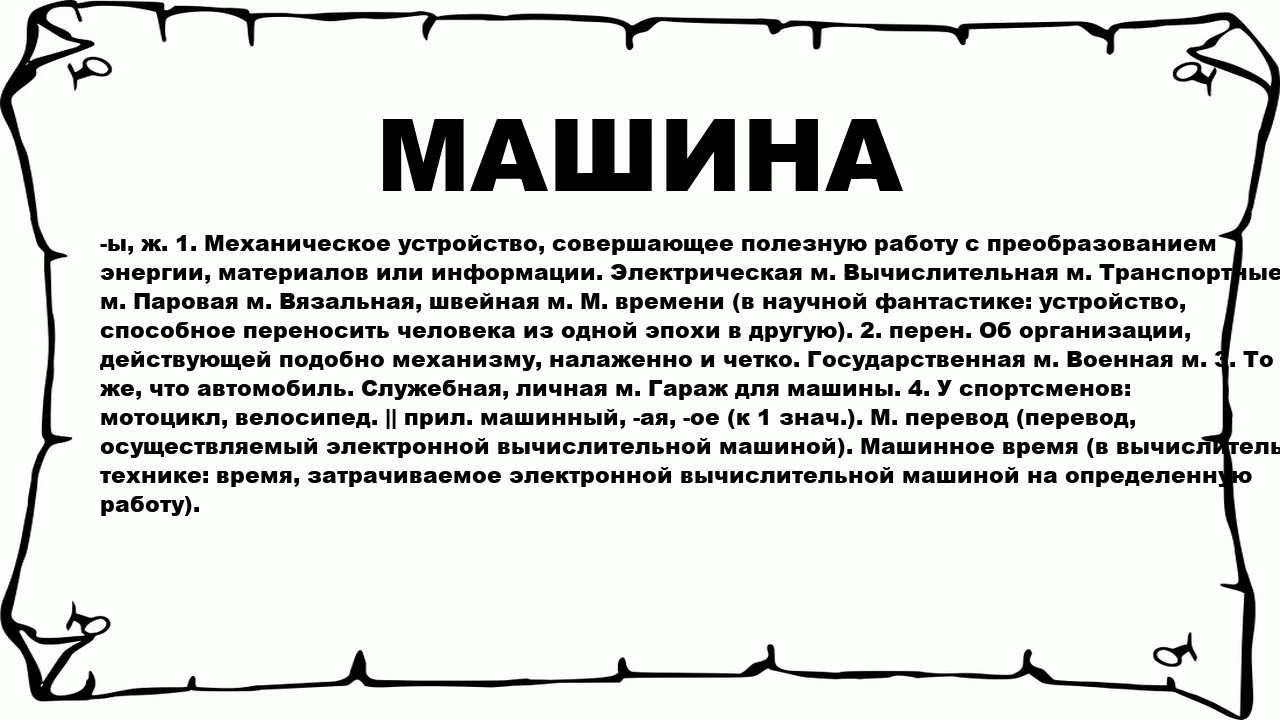 МАШИНА
-ы, ж. 1. Механическое устройство, совершающее полезную работу с преобразованием
энергии, материалов или информации. Электрическая м. Вычислительная м. Транспортные
м. Паровая м. Вязальная, швейная м. М. времени (в научной фантастике: устройство,
способное переносить человека из одной эпохи в другую). 2. перен. Об организации,
действующей подобно механизму, налаженно и четко. Государственная м. Военная м. 3. То
же, что автомобиль. Служебная, личная м. Гараж для машины. 4. У спортсменов:
мотоцикл, велосипед. || прил. машинный, -ая, -ое (к 1 знач.). М. перевод (перевод,
осуществляемый электронной вычислительной машиной). Машинное время (в
технике: время, затрачиваемое электронной вычислительной машиной на определенную
работу).